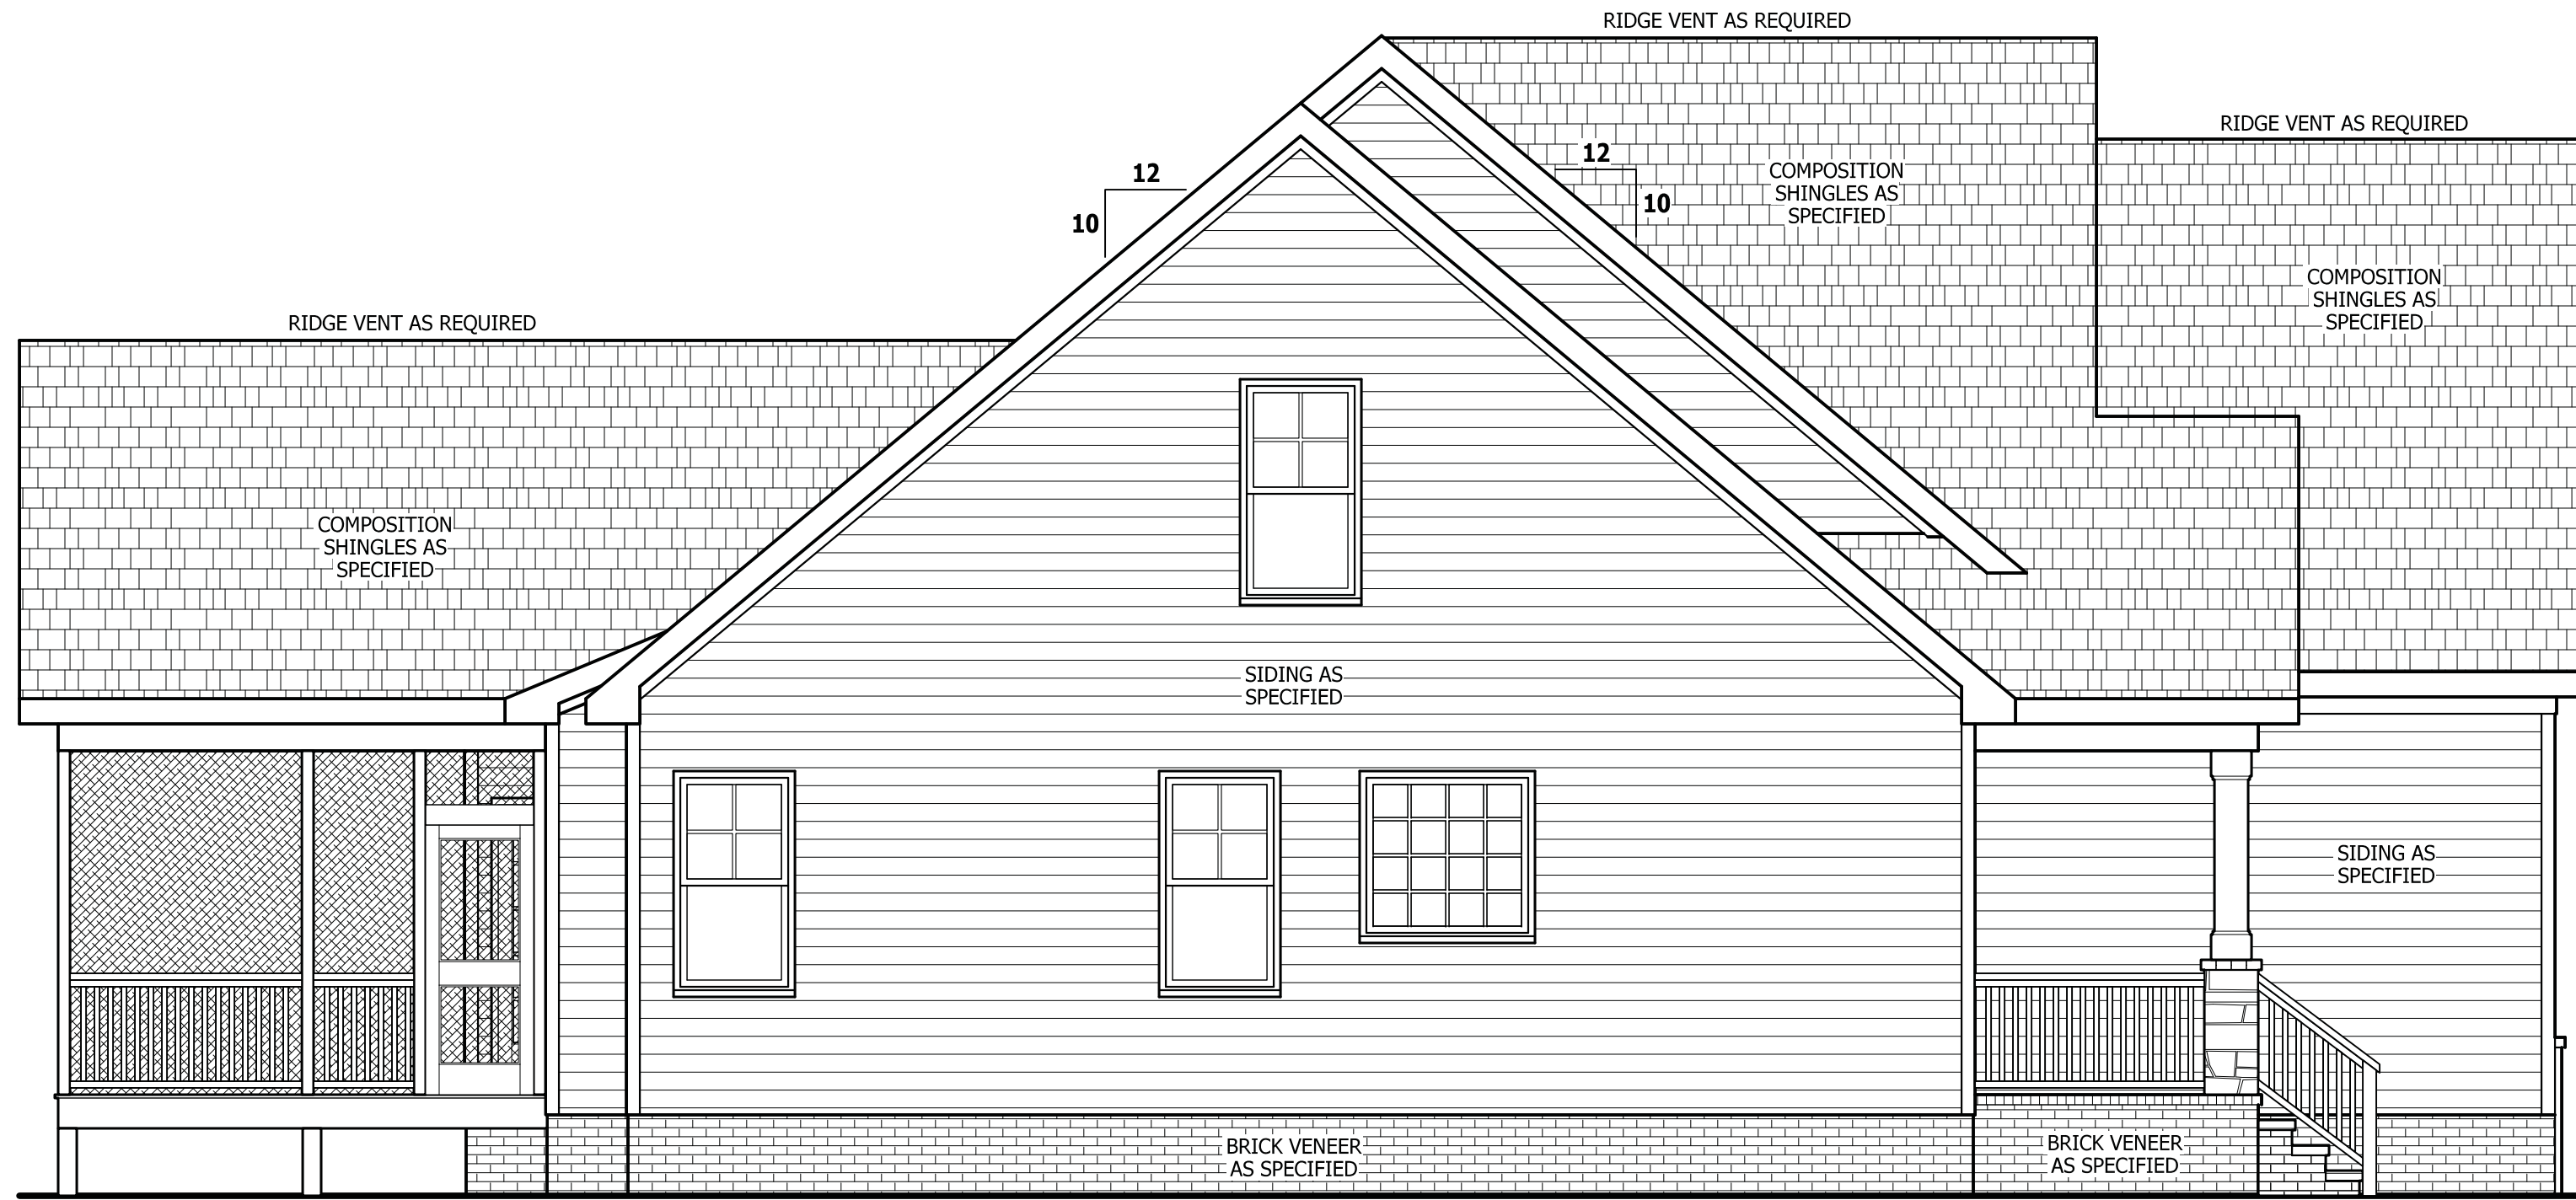 RIDGE VENT AS REQUIRED
RIDGE VENT AS REQUIRED
12
10
12
10
COMPOSITION
SHINGLES AS
SPECIFIED
COMPOSITION
SHINGLES AS
SPECIFIED
RIDGE VENT AS REQUIRED
COMPOSITION
SHINGLES AS
SPECIFIED
SIDING AS
SPECIFIED
SIDING AS
SPECIFIED
BRICK VENEER
AS SPECIFIED
BRICK VENEER
AS SPECIFIED